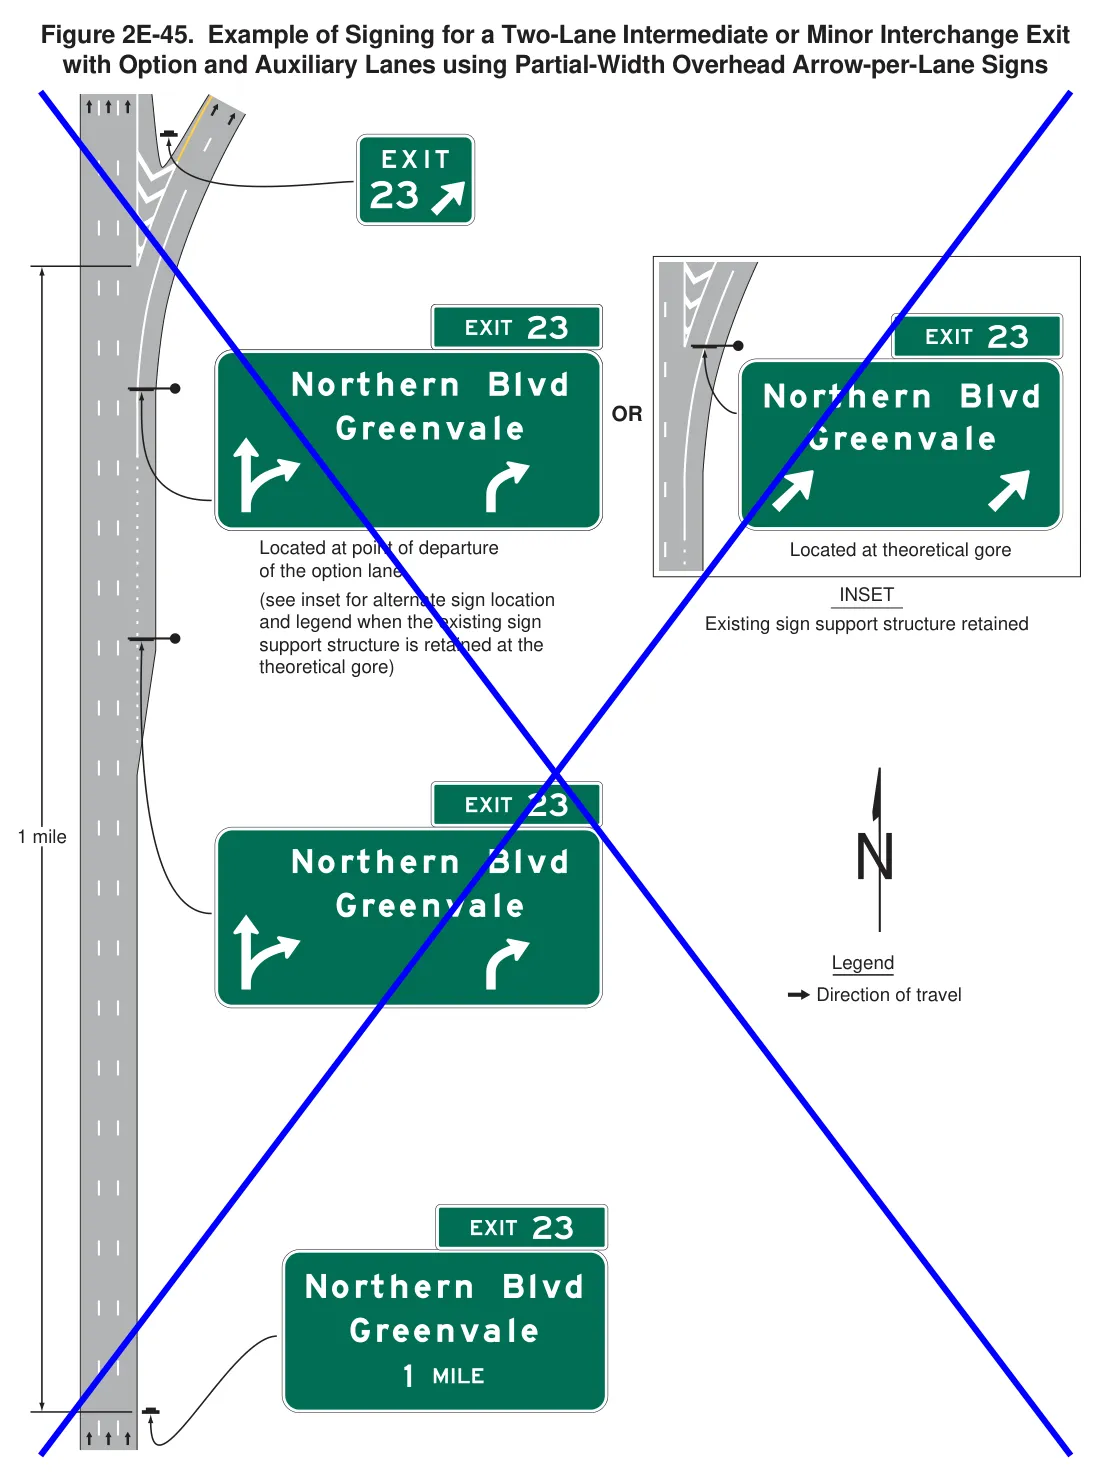 Figure 2E-45.  Example of Signing for a Two-Lane Intermediate or Minor Interchange Exit
with Option and Auxiliary Lanes using Partial-Width Overhead Arrow-per-Lane Signs
EXIT
23
EXIT 23
Northern Blvd
Greenvale
Located at point of departure
of the option lane
(see inset for alternate sign location
and legend when the existing sign
support structure is retained at the
theoretical gore)
OR
EXIT 23
Northern Blvd
Greenvale
Located at theoretical gore
INSET
Existing sign support structure retained
1 mile
EXIT 23
Northern Blvd
Greenvale
N
Legend
Direction of travel
EXIT 23
Northern Blvd
Greenvale
1 MILE